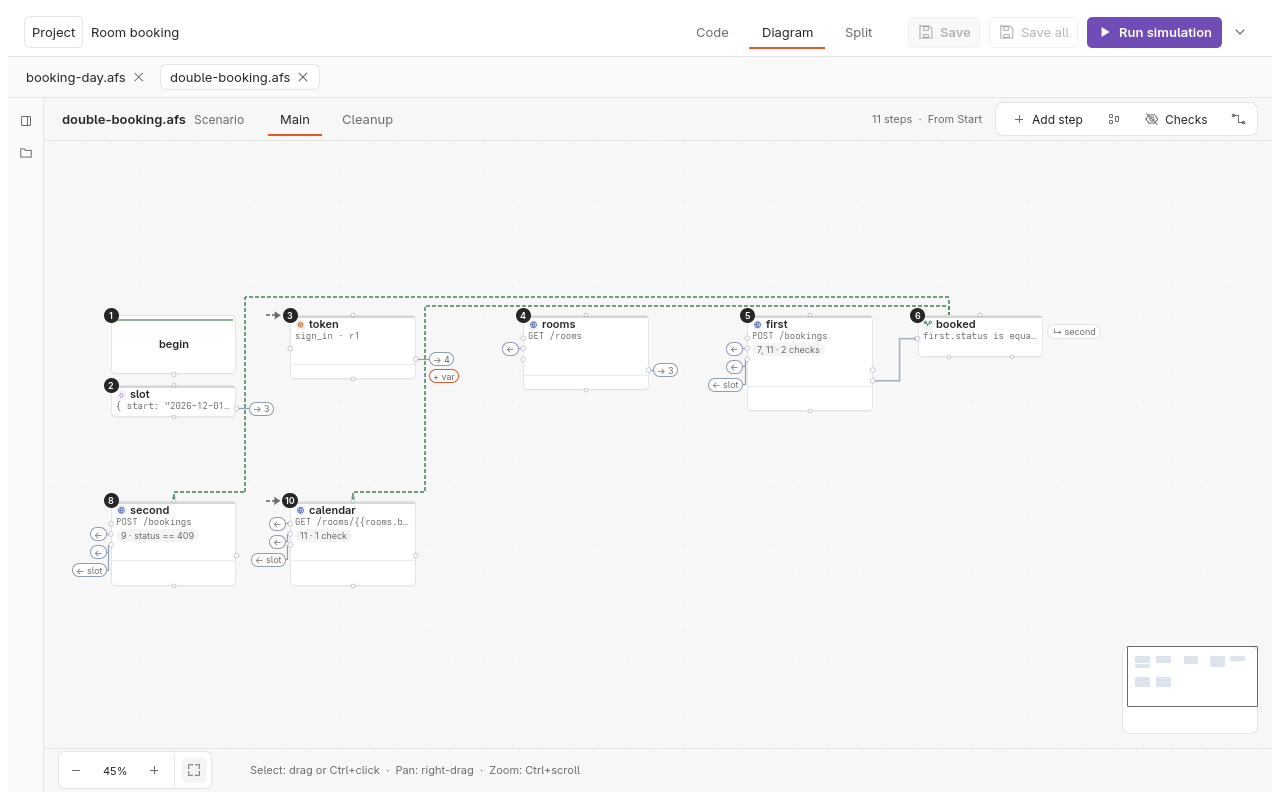 Project Room booking
Code Diagram Split
Save Save all Run simulation
booking-day.afs double-booking.afs
double-booking.afs Scenario Main Cleanup
11 steps · From Start
+ Add step Checks
1
begin
2 slot
{ start: "2026-12-01…
→ 3
3 token
sign_in · r1
→ 4
+ var
4 rooms
GET /rooms
←
→ 3
5 first
POST /bookings
7, 11 · 2 checks
←
←
← slot
6 booked
first.status is equa…
↳ second
8 second
POST /bookings
9 · status == 409
←
←
← slot
10 calendar
GET /rooms/{{rooms.b…
11 · 1 check
←
←
← slot
− 45% +
Select: drag or Ctrl+click · Pan: right-drag · Zoom: Ctrl+scroll